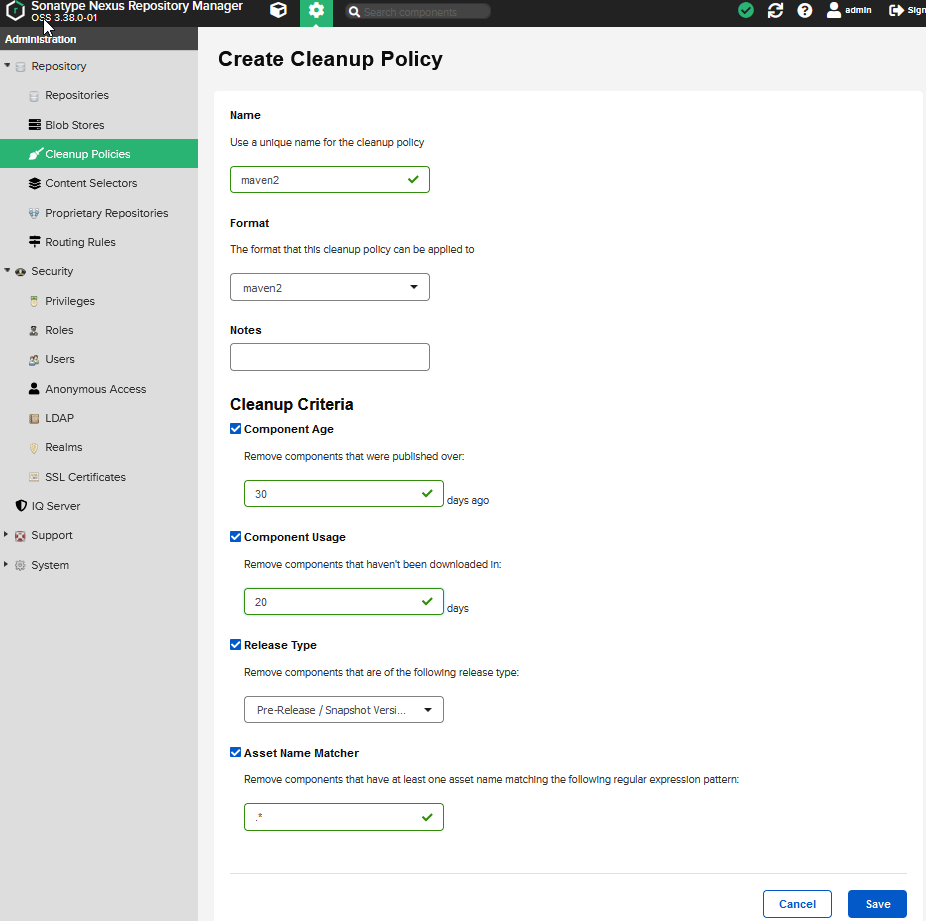 Sonatype Nexus Repository Manager
OSS 3.38.0-01
Search components
admin
Sign
Administration
Repository
Repositories
Blob Stores
Cleanup Policies
Content Selectors
Proprietary Repositories
Routing Rules
Security
Privileges
Roles
Users
Anonymous Access
LDAP
Realms
SSL Certificates
IQ Server
Support
System
Create Cleanup Policy
Name
Use a unique name for the cleanup policy
maven2
Format
The format that this cleanup policy can be applied to
maven2
Notes
Cleanup Criteria
Component Age
Remove components that were published over:
30
days ago
Component Usage
Remove components that haven't been downloaded in:
20
days
Release Type
Remove components that are of the following release type:
Pre-Release / Snapshot Versi...
Asset Name Matcher
Remove components that have at least one asset name matching the following regular expression pattern:
.*
Cancel
Save